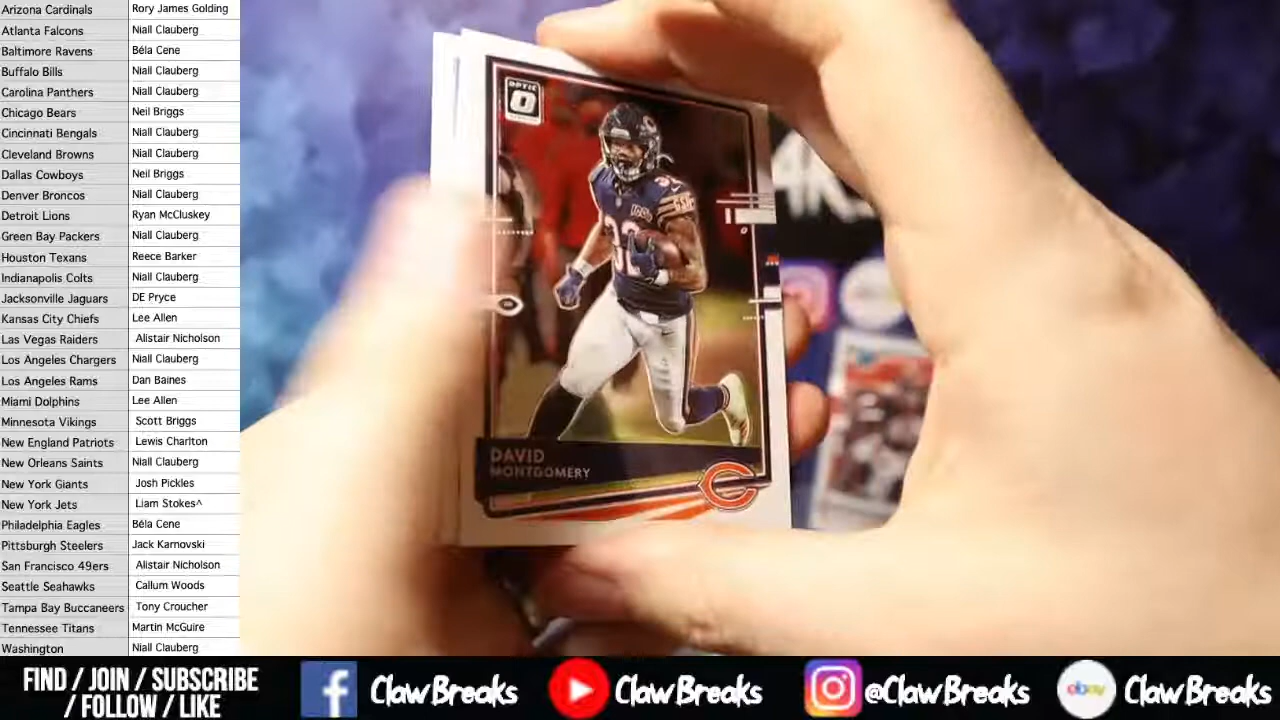 Arizona Cardinals Rory James Golding
Atlanta Falcons Niall Clauberg
Baltimore Ravens Béla Cene
Buffalo Bills Niall Clauberg
Carolina Panthers Niall Clauberg
Chicago Bears Neil Briggs
Cincinnati Bengals Niall Clauberg
Cleveland Browns Niall Clauberg
Dallas Cowboys Neil Briggs
Denver Broncos Niall Clauberg
Detroit Lions Ryan McCluskey
Green Bay Packers Niall Clauberg
Houston Texans Reece Barker
Indianapolis Colts Niall Clauberg
Jacksonville Jaguars DE Pryce
Kansas City Chiefs Lee Allen
Las Vegas Raiders Alistair Nicholson
Los Angeles Chargers Niall Clauberg
Los Angeles Rams Dan Baines
Miami Dolphins Lee Allen
Minnesota Vikings Scott Briggs
New England Patriots Lewis Charlton
New Orleans Saints Niall Clauberg
New York Giants Josh Pickles
New York Jets Liam Stokes^
Philadelphia Eagles Béla Cene
Pittsburgh Steelers Jack Karnovski
San Francisco 49ers Alistair Nicholson
Seattle Seahawks Callum Woods
Tampa Bay Buccaneers Tony Croucher
Tennessee Titans Martin McGuire
Washington Niall Clauberg
OPTIC
DAVID
MONTGOMERY
FIND / JOIN / SUBSCRIBE
/ FOLLOW / LIKE
f ClawBreaks
ClawBreaks
@ClawBreaks
ebay ClawBreaks